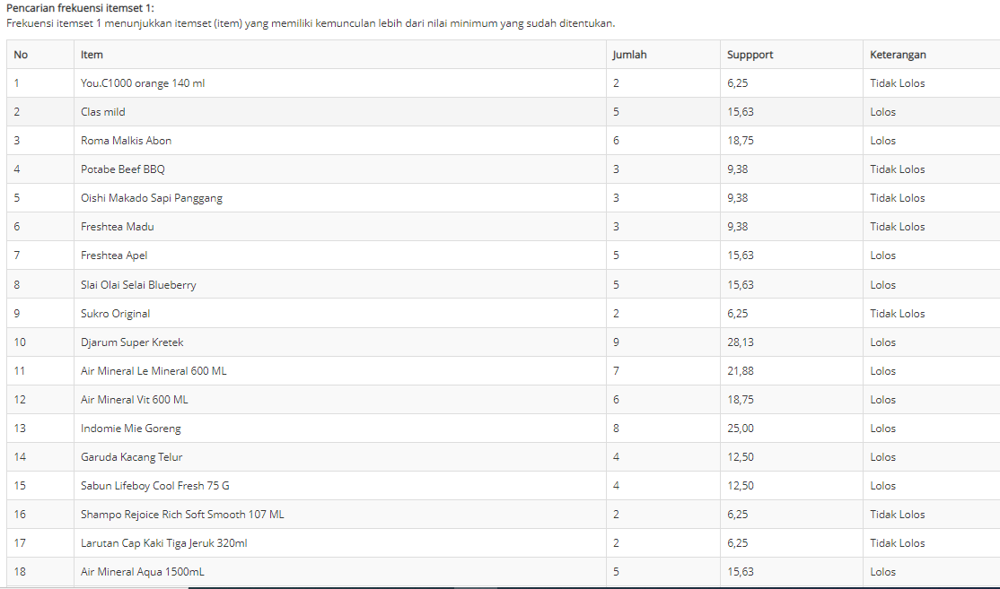 Pencarian frekuensi itemset 1:
Frekuensi itemset 1 menunjukkan itemset (item) yang memiliki kemunculan lebih dari nilai minimum yang sudah ditentukan.
No Item Jumlah Suppport Keterangan
1 You.C1000 orange 140 ml 2 6,25 Tidak Lolos
2 Clas mild 5 15,63 Lolos
3 Roma Malkis Abon 6 18,75 Lolos
4 Potabe Beef BBQ 3 9,38 Tidak Lolos
5 Oishi Makado Sapi Panggang 3 9,38 Tidak Lolos
6 Freshtea Madu 3 9,38 Tidak Lolos
7 Freshtea Apel 5 15,63 Lolos
8 Slai Olai Selai Blueberry 5 15,63 Lolos
9 Sukro Original 2 6,25 Tidak Lolos
10 Djarum Super Kretek 9 28,13 Lolos
11 Air Mineral Le Mineral 600 ML 7 21,88 Lolos
12 Air Mineral Vit 600 ML 6 18,75 Lolos
13 Indomie Mie Goreng 8 25,00 Lolos
14 Garuda Kacang Telur 4 12,50 Lolos
15 Sabun Lifeboy Cool Fresh 75 G 4 12,50 Lolos
16 Shampo Rejoice Rich Soft Smooth 107 ML 2 6,25 Tidak Lolos
17 Larutan Cap Kaki Tiga Jeruk 320ml 2 6,25 Tidak Lolos
18 Air Mineral Aqua 1500mL 5 15,63 Lolos